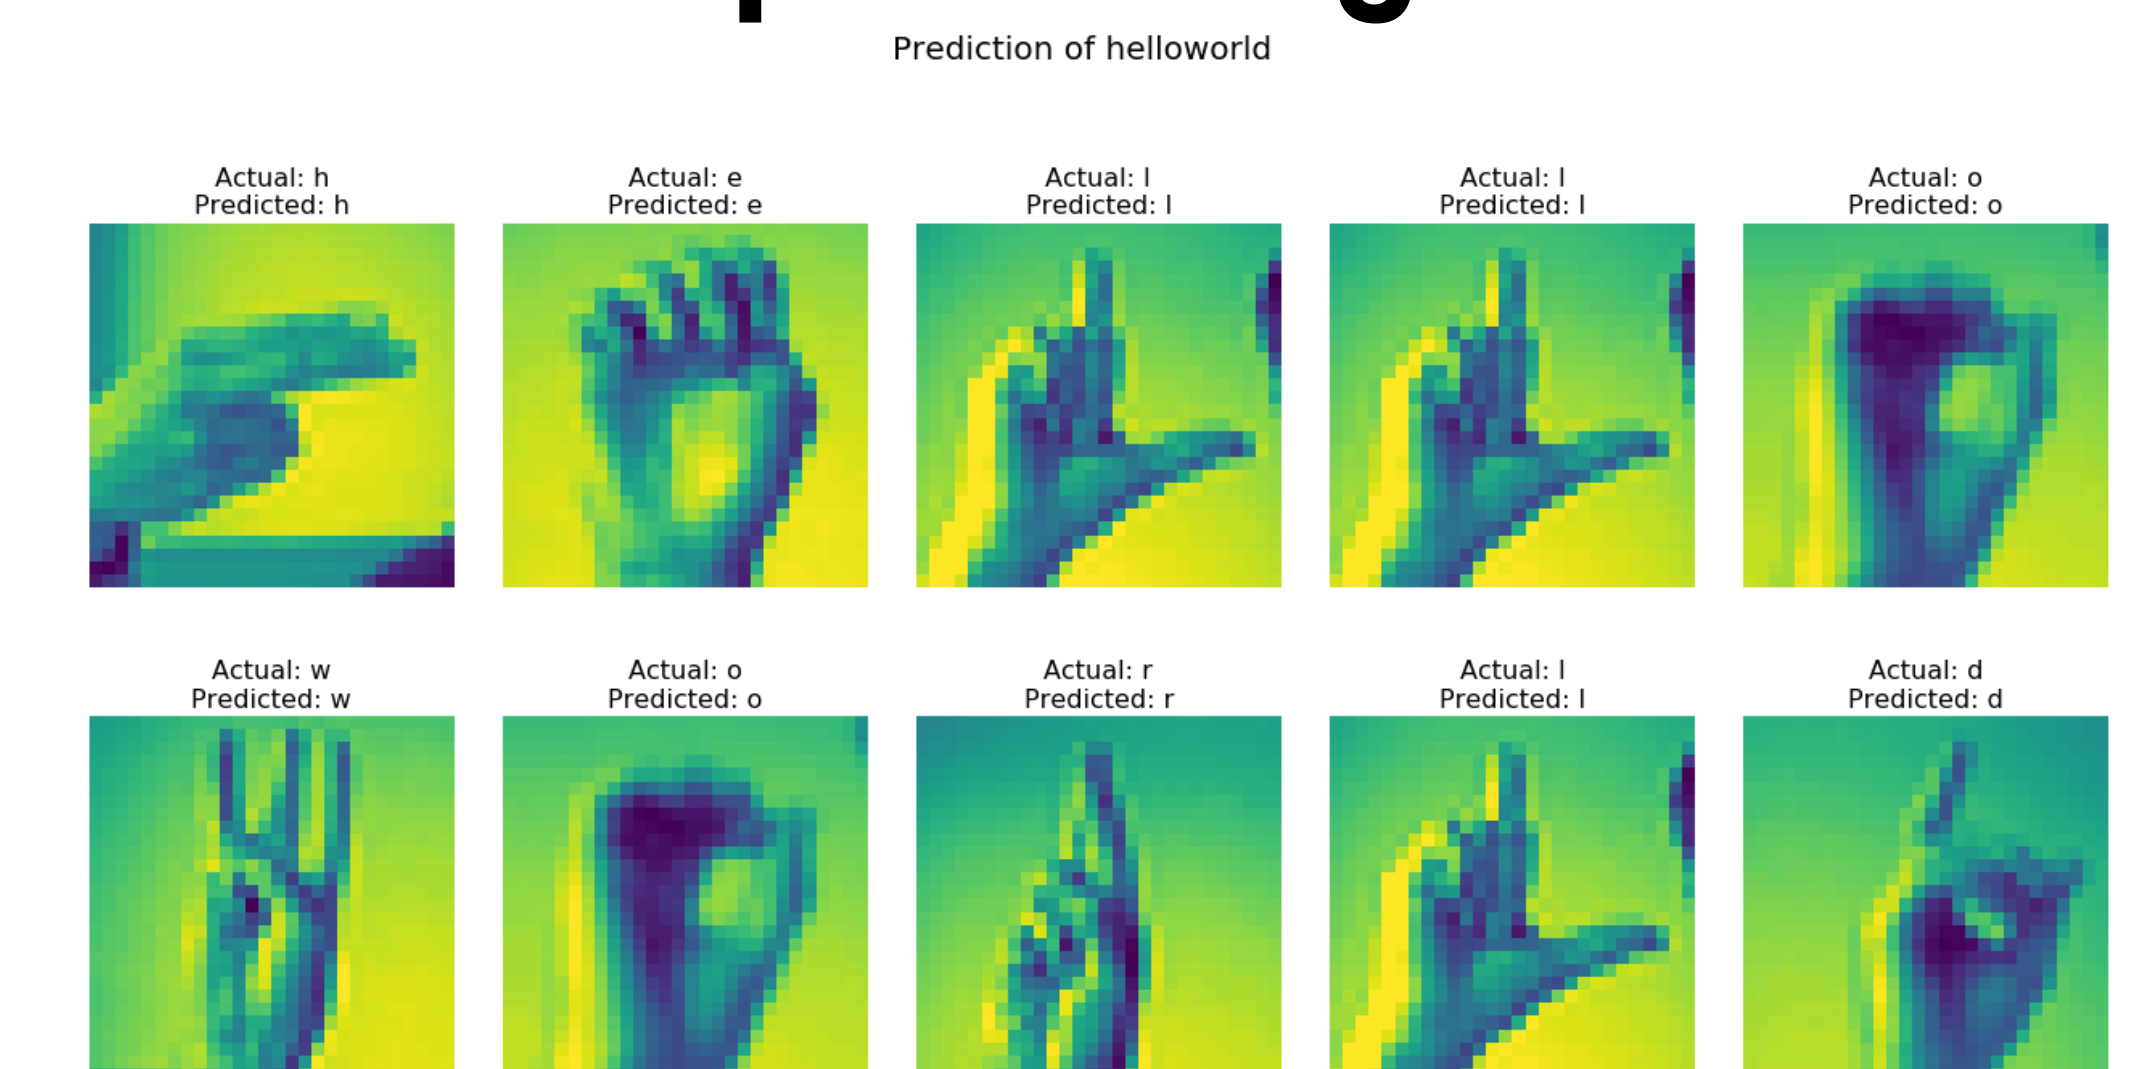 Prediction of helloworld
Actual: h
Predicted: h
Actual: e
Predicted: e
Actual: l
Predicted: l
Actual: l
Predicted: l
Actual: o
Predicted: o
Actual: w
Predicted: w
Actual: o
Predicted: o
Actual: r
Predicted: r
Actual: l
Predicted: l
Actual: d
Predicted: d